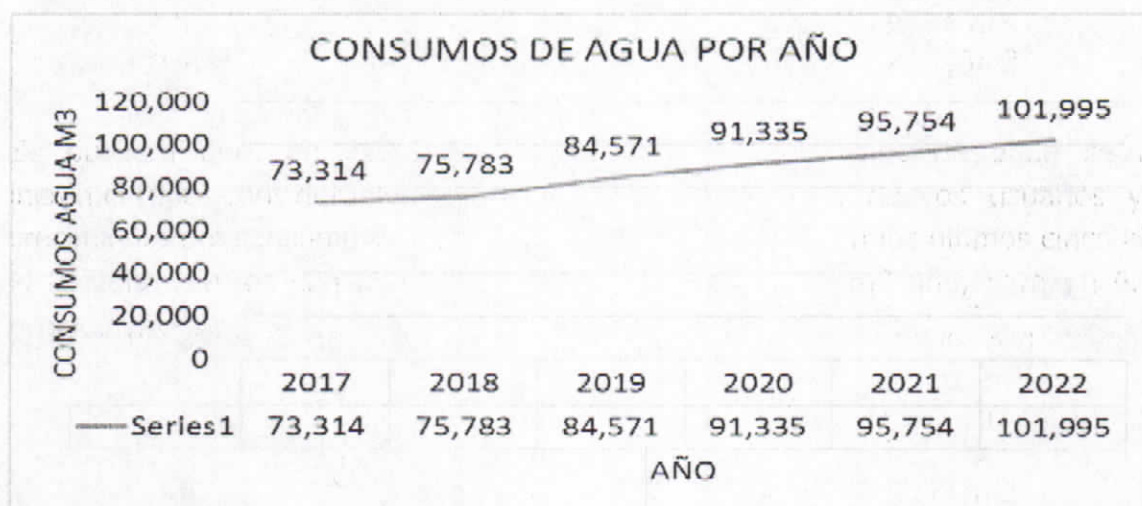 CONSUMOS DE AGUA POR AÑO
CONSUMOS AGUA M3
120,000
100,000
80,000
60,000
40,000
20,000
0
73,314 75,783 84,571 91,335 95,754 101,995
2017 2018 2019 2020 2021 2022
Series1 73,314 75,783 84,571 91,335 95,754 101,995
AÑO